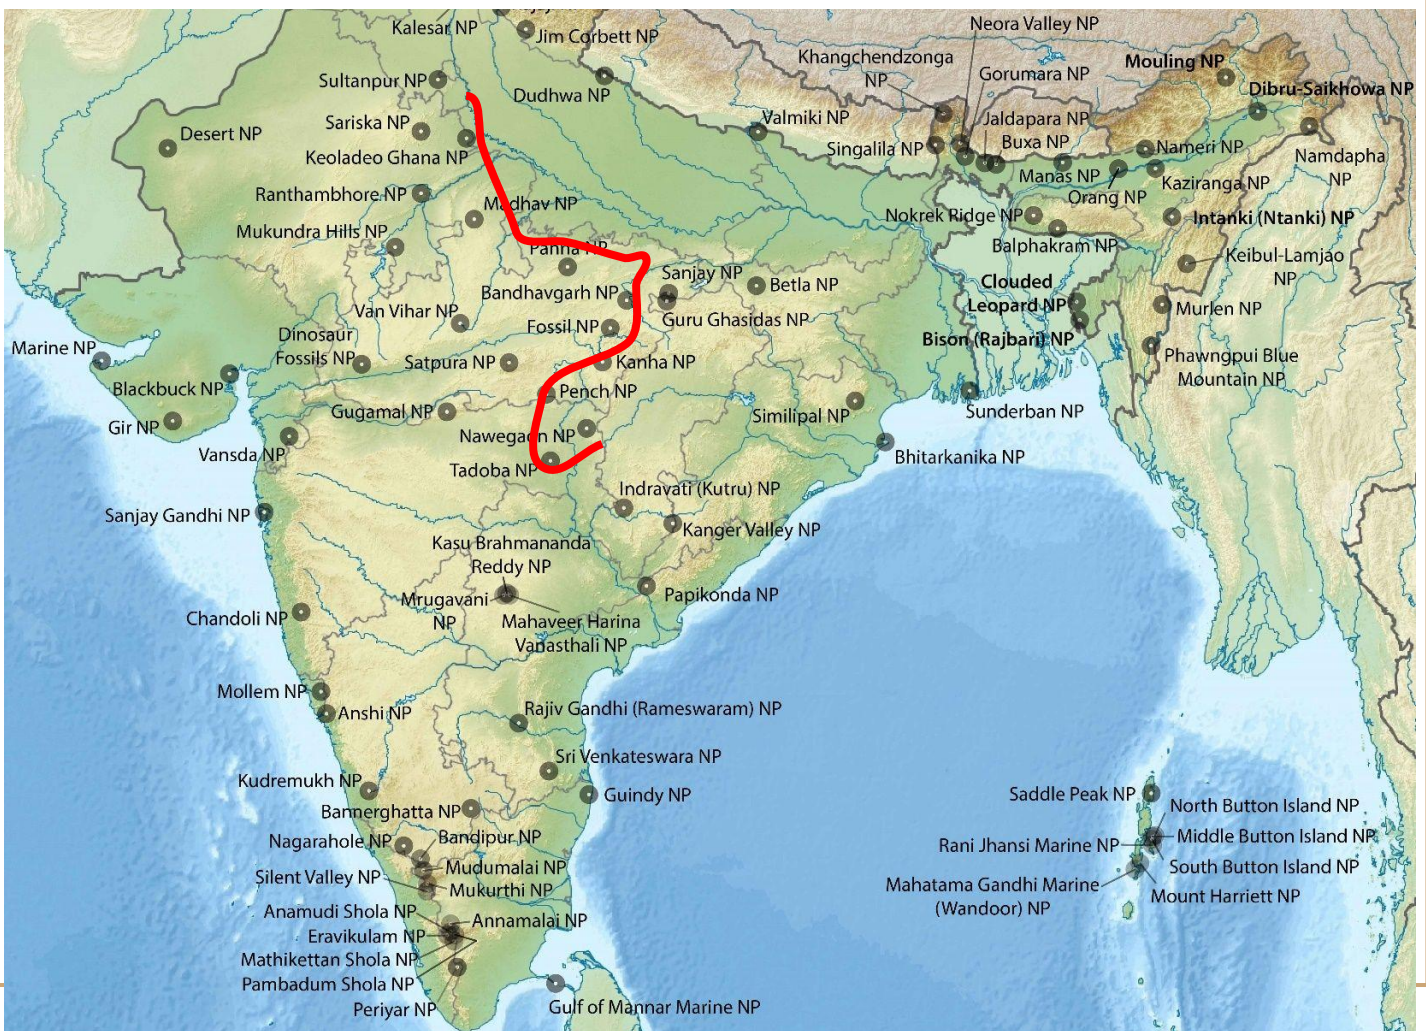 Kalesar NP
Jim Corbett NP
Neora Valley NP
Khangchendzonga
NP
Mouling NP
Gorumara NP
Sultanpur NP
Dudhwa NP
Dibru-Saikhowa NP
Sariska NP
Desert NP
Valmiki NP
Jaldapara NP
Buxa NP
Singalila NP
Nameri NP
Keoladeo Ghana NP
Namdapha
NP
Manas NP
Kaziranga NP
Orang NP
Ranthambhore NP
Madhav NP
Nokrek Ridge NP
Intanki (Ntanki) NP
Mukundra Hills NP
Balphakram NP
Panna NP
Keibul-Lamjao
NP
Sanjay NP
Betla NP
Clouded
Leopard NP
Bandhavgarh NP
Van Vihar NP
Guru Ghasidas NP
Murlen NP
Fossil NP
Dinosaur
Fossils NP
Bison (Rajbari) NP
Marine NP
Satpura NP
Kanha NP
Phawngpui Blue
Mountain NP
Blackbuck NP
Pench NP
Gugamal NP
Similipal NP
Sunderban NP
Gir NP
Nawegaon NP
Vansda NP
Bhitarkanika NP
Tadoba NP
Indravati (Kutru) NP
Sanjay Gandhi NP
Kanger Valley NP
Kasu Brahmananda
Reddy NP
Papikonda NP
Mrugavani
NP
Chandoli NP
Mahaveer Harina
Vanasthali NP
Mollem NP
Anshi NP
Rajiv Gandhi (Rameswaram) NP
Sri Venkateswara NP
Kudremukh NP
Guindy NP
Saddle Peak NP
North Button Island NP
Bannerghatta NP
Bandipur NP
Nagarahole NP
Middle Button Island NP
Rani Jhansi Marine NP
Mudumalai NP
South Button Island NP
Silent Valley NP
Mukurthi NP
Mahatama Gandhi Marine
(Wandoor) NP
Mount Harriett NP
Anamudi Shola NP
Annamalai NP
Eravikulam NP
Mathikettan Shola NP
Pambadum Shola NP
Periyar NP
Gulf of Mannar Marine NP